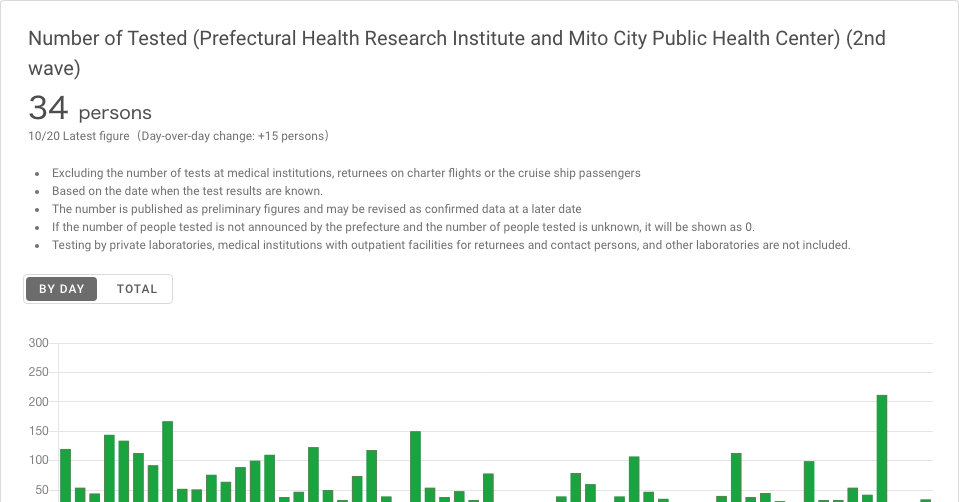 Number of Tested (Prefectural Health Research Institute and Mito City Public Health Center) (2nd
wave)
34 persons
10/20 Latest figure（Day-over-day change: +15 persons）
• Excluding the number of tests at medical institutions, returnees on charter flights or the cruise ship passengers
• Based on the date when the test results are known.
• The number is published as preliminary figures and may be revised as confirmed data at a later date
• If the number of people tested is not announced by the prefecture and the number of people tested is unknown, it will be shown as 0.
• Testing by private laboratories, medical institutions with outpatient facilities for returnees and contact persons, and other laboratories are not included.
BY DAY TOTAL
300
250
200
150
100
50